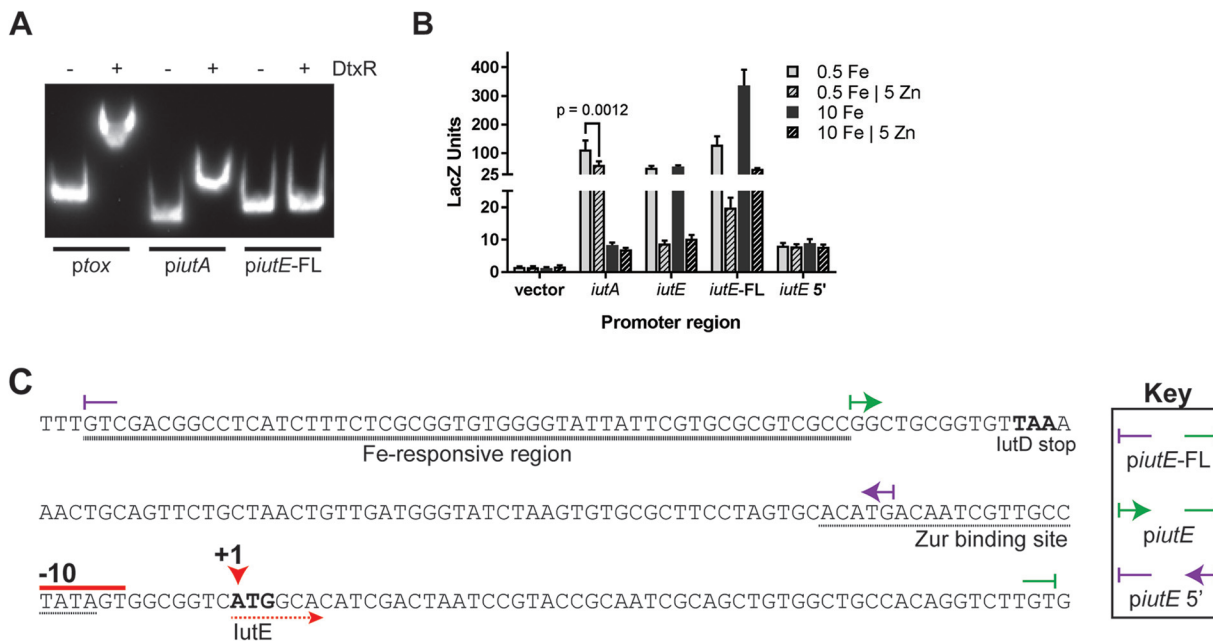 A
- + - + - + DtxR
ptox piutA piutE-FL
B
LacZ Units
400
300
200
100
25
20
10
0
p = 0.0012
0.5 Fe
0.5 Fe | 5 Zn
10 Fe
10 Fe | 5 Zn
vector iutA iutE iutE-FL iutE 5'
Promoter region
C
TTTGTCGACGGCCTCATCTTTCTCGCGGTGTGGGGTATTATTCGTGCGCGTCGCCGGCTGCGGTGTTAAA
Fe-responsive region
IutD stop
AACTGCAGTTCTGCTAACTGTTGATGGGTATCTAAGTGTGCGCTTCCTAGTGCACATGACAATCGTTGCC
Zur binding site
-10
+1
TATAGTGGCGGTCATGGCACATCGACTAATCCGTACCGCAATCGCAGCTGTGGCTGCCACAGGTCTTGTG
IutE
Key
piutE-FL
piutE
piutE 5'